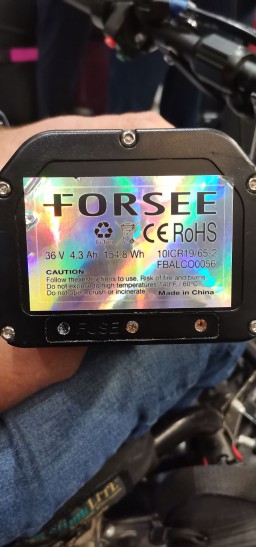 FORSEE
CE RoHS
36 V 4.3 Ah 154.8 Wh 10ICR19/65-2
FBALCO0056
CAUTION
Follow the instructions to use. Risk of fire and burns.
Do not expose to high temperatures 140°F / 60°C.
Do not open, crush or incinerate. Made in China
FUSE